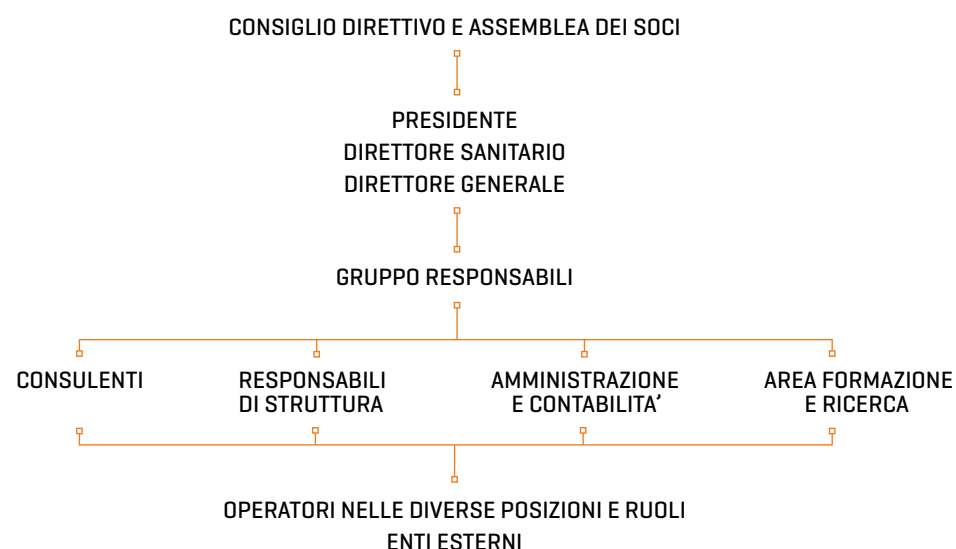 CONSIGLIO DIRETTIVO E ASSEMBLEA DEI SOCI
PRESIDENTE
DIRETTORE SANITARIO
DIRETTORE GENERALE
GRUPPO RESPONSABILI
CONSULENTI
RESPONSABILI
DI STRUTTURA
AMMINISTRAZIONE
E CONTABILITA'
AREA FORMAZIONE
E RICERCA
OPERATORI NELLE DIVERSE POSIZIONI E RUOLI
ENTI ESTERNI